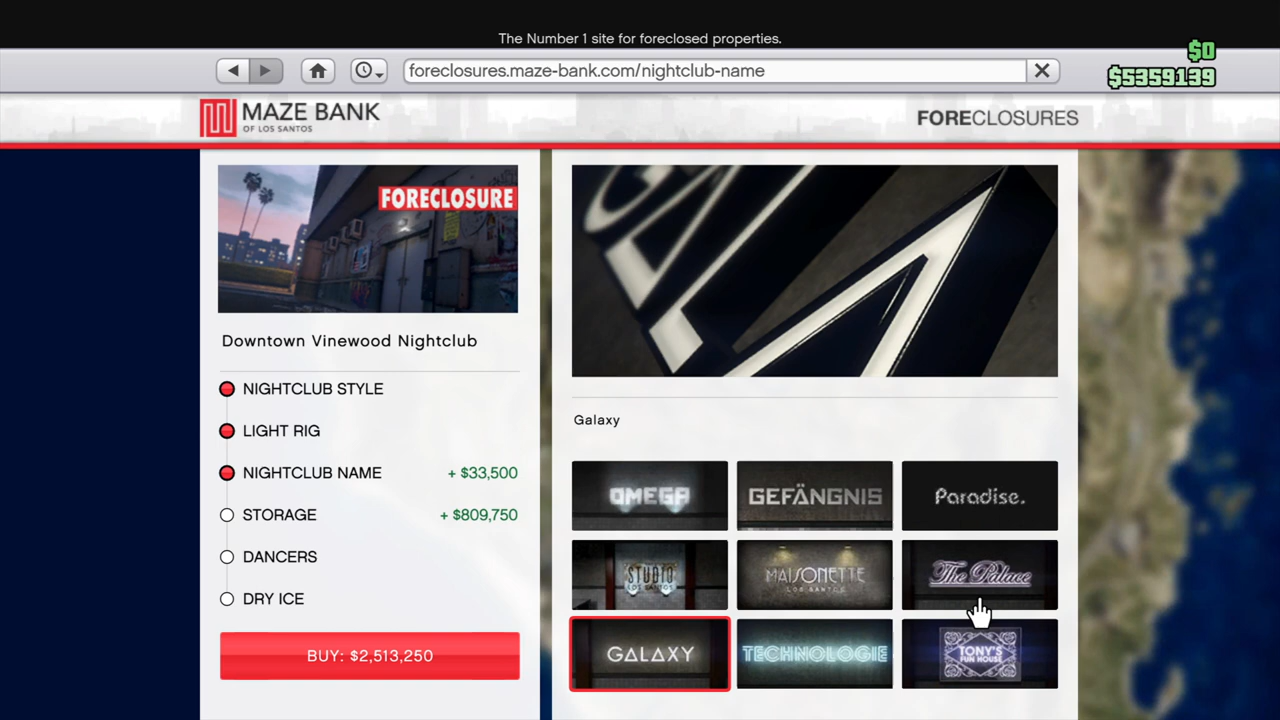 The Number 1 site for foreclosed properties.
$0
$5359139
foreclosures.maze-bank.com/nightclub-name
MAZE BANK
OF LOS SANTOS
FORECLOSURES
FORECLOSURE
Downtown Vinewood Nightclub
NIGHTCLUB STYLE
LIGHT RIG
NIGHTCLUB NAME + $33,500
STORAGE + $809,750
DANCERS
DRY ICE
BUY: $2,513,250
Galaxy
OMEGA
GEFÄNGNIS
Paradise.
STUDIO
LOS SANTOS
MAISONETTE
LOS SANTOS
The Palace
GALAXY
TECHNOLOGIE
TONY'S
FUN HOUSE